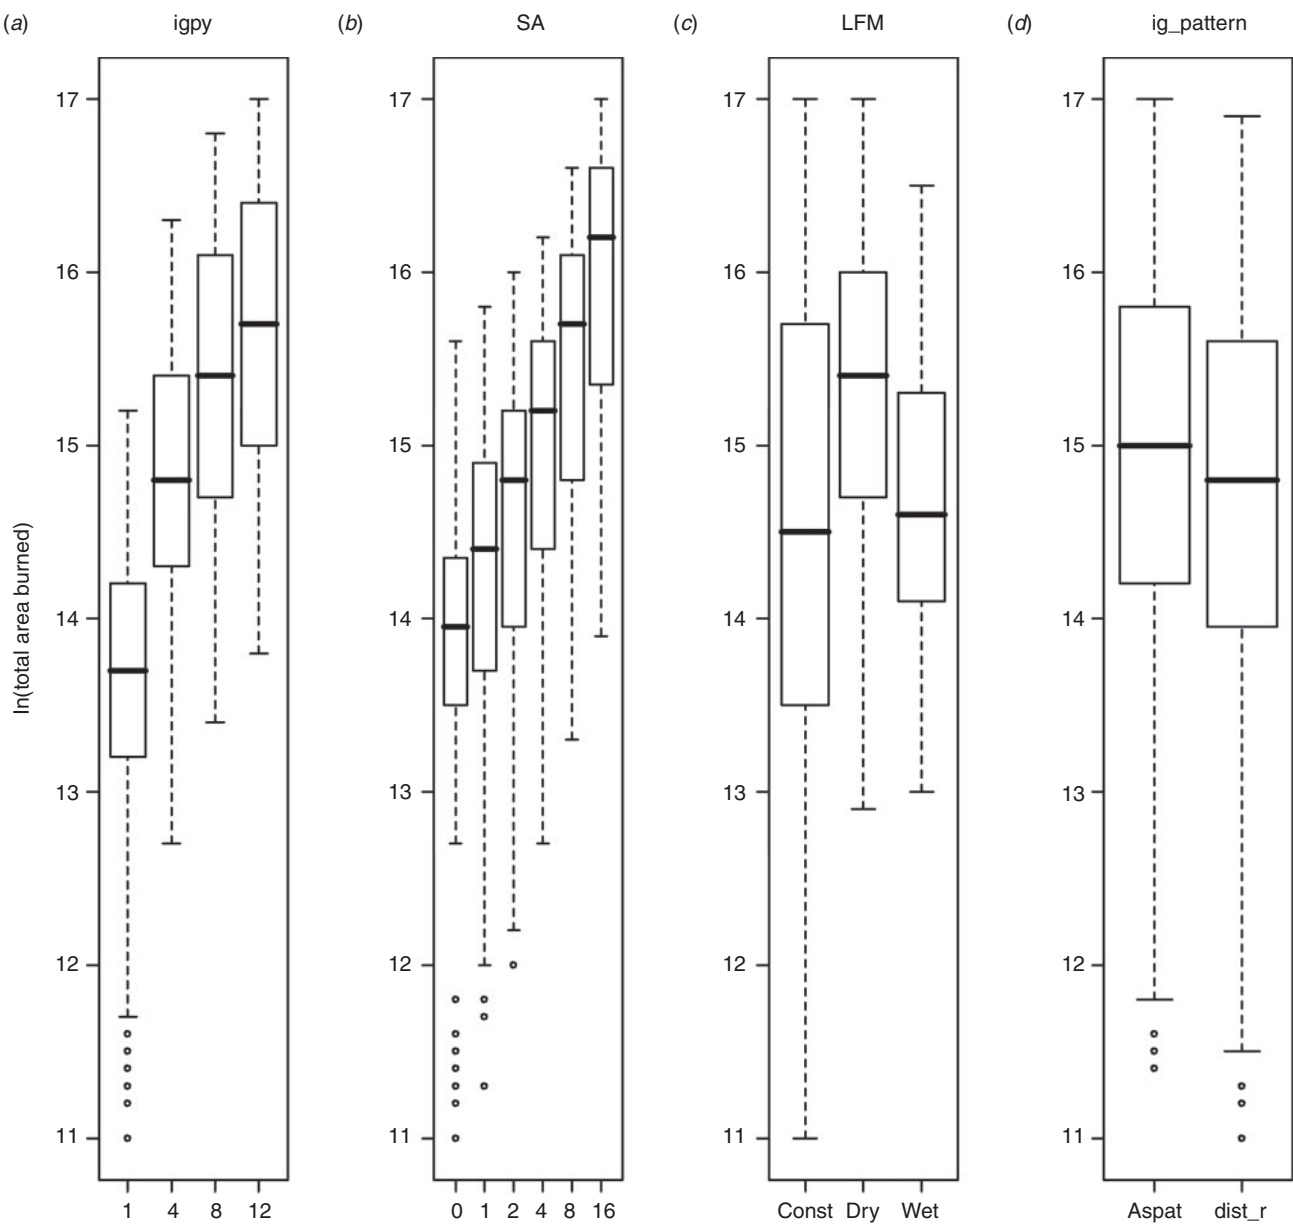 (a) igpy (b) SA (c) LFM (d) ig_pattern
17 17 17 17
16 16 16 16
15 15 15 15
14 14 14 14
13 13 13 13
12 12 12 12
11 11 11 11
ln(total area burned)
1 4 8 12 0 1 2 4 8 16 Const Dry Wet Aspat dist_r